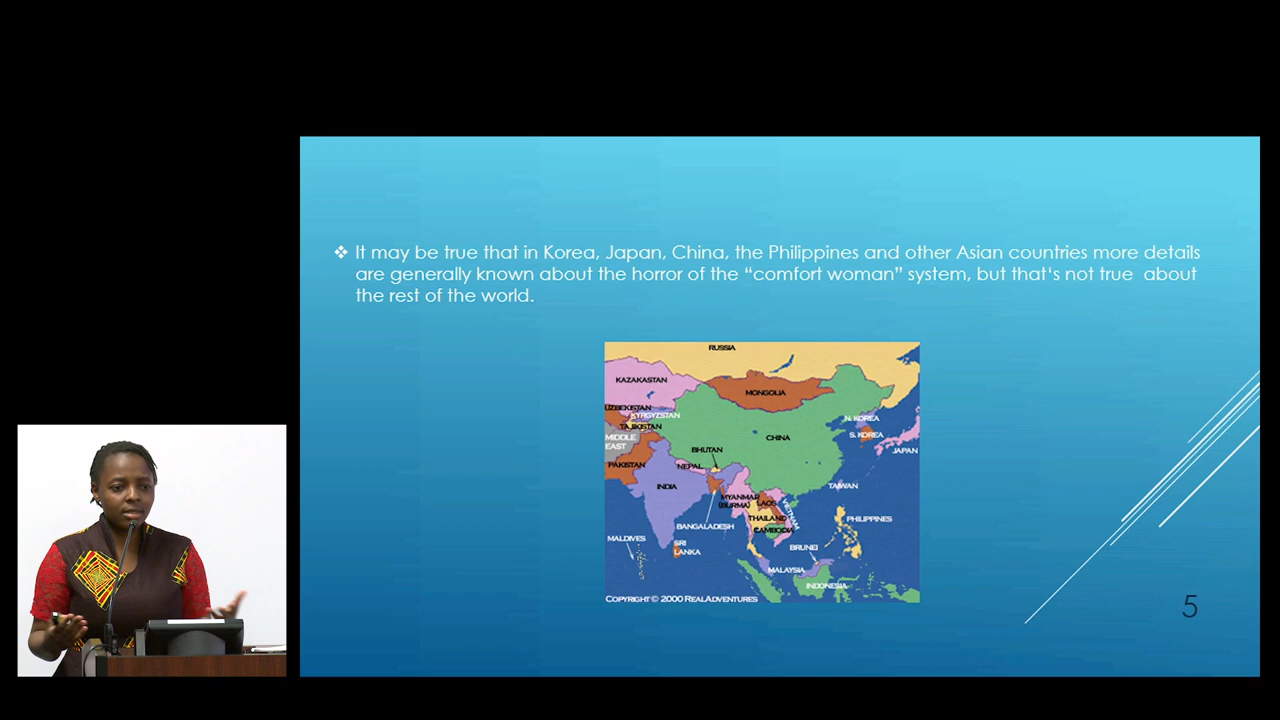 ❖ It may be true that in Korea, Japan, China, the Philippines and other Asian countries more details
are generally known about the horror of the “comfort woman” system, but that‘s not true  about
the rest of the world.
RUSSIA
KAZAKASTAN
MONGOLIA
UZBEKISTAN
KYRGYZSTAN
TAJIKISTAN
N. KOREA
MIDDLE
EAST
S. KOREA
CHINA
JAPAN
BHUTAN
PAKISTAN
NEPAL
INDIA
TAIWAN
MYANMAR
(BURMA)
LAOS
VIETNAM
THAILAND
PHILIPPINES
BANGALADESH
CAMBODIA
MALDIVES
SRI
LANKA
BRUNEI
MALAYSIA
INDONESIA
COPYRIGHT © 2000 REALADVENTURES
5